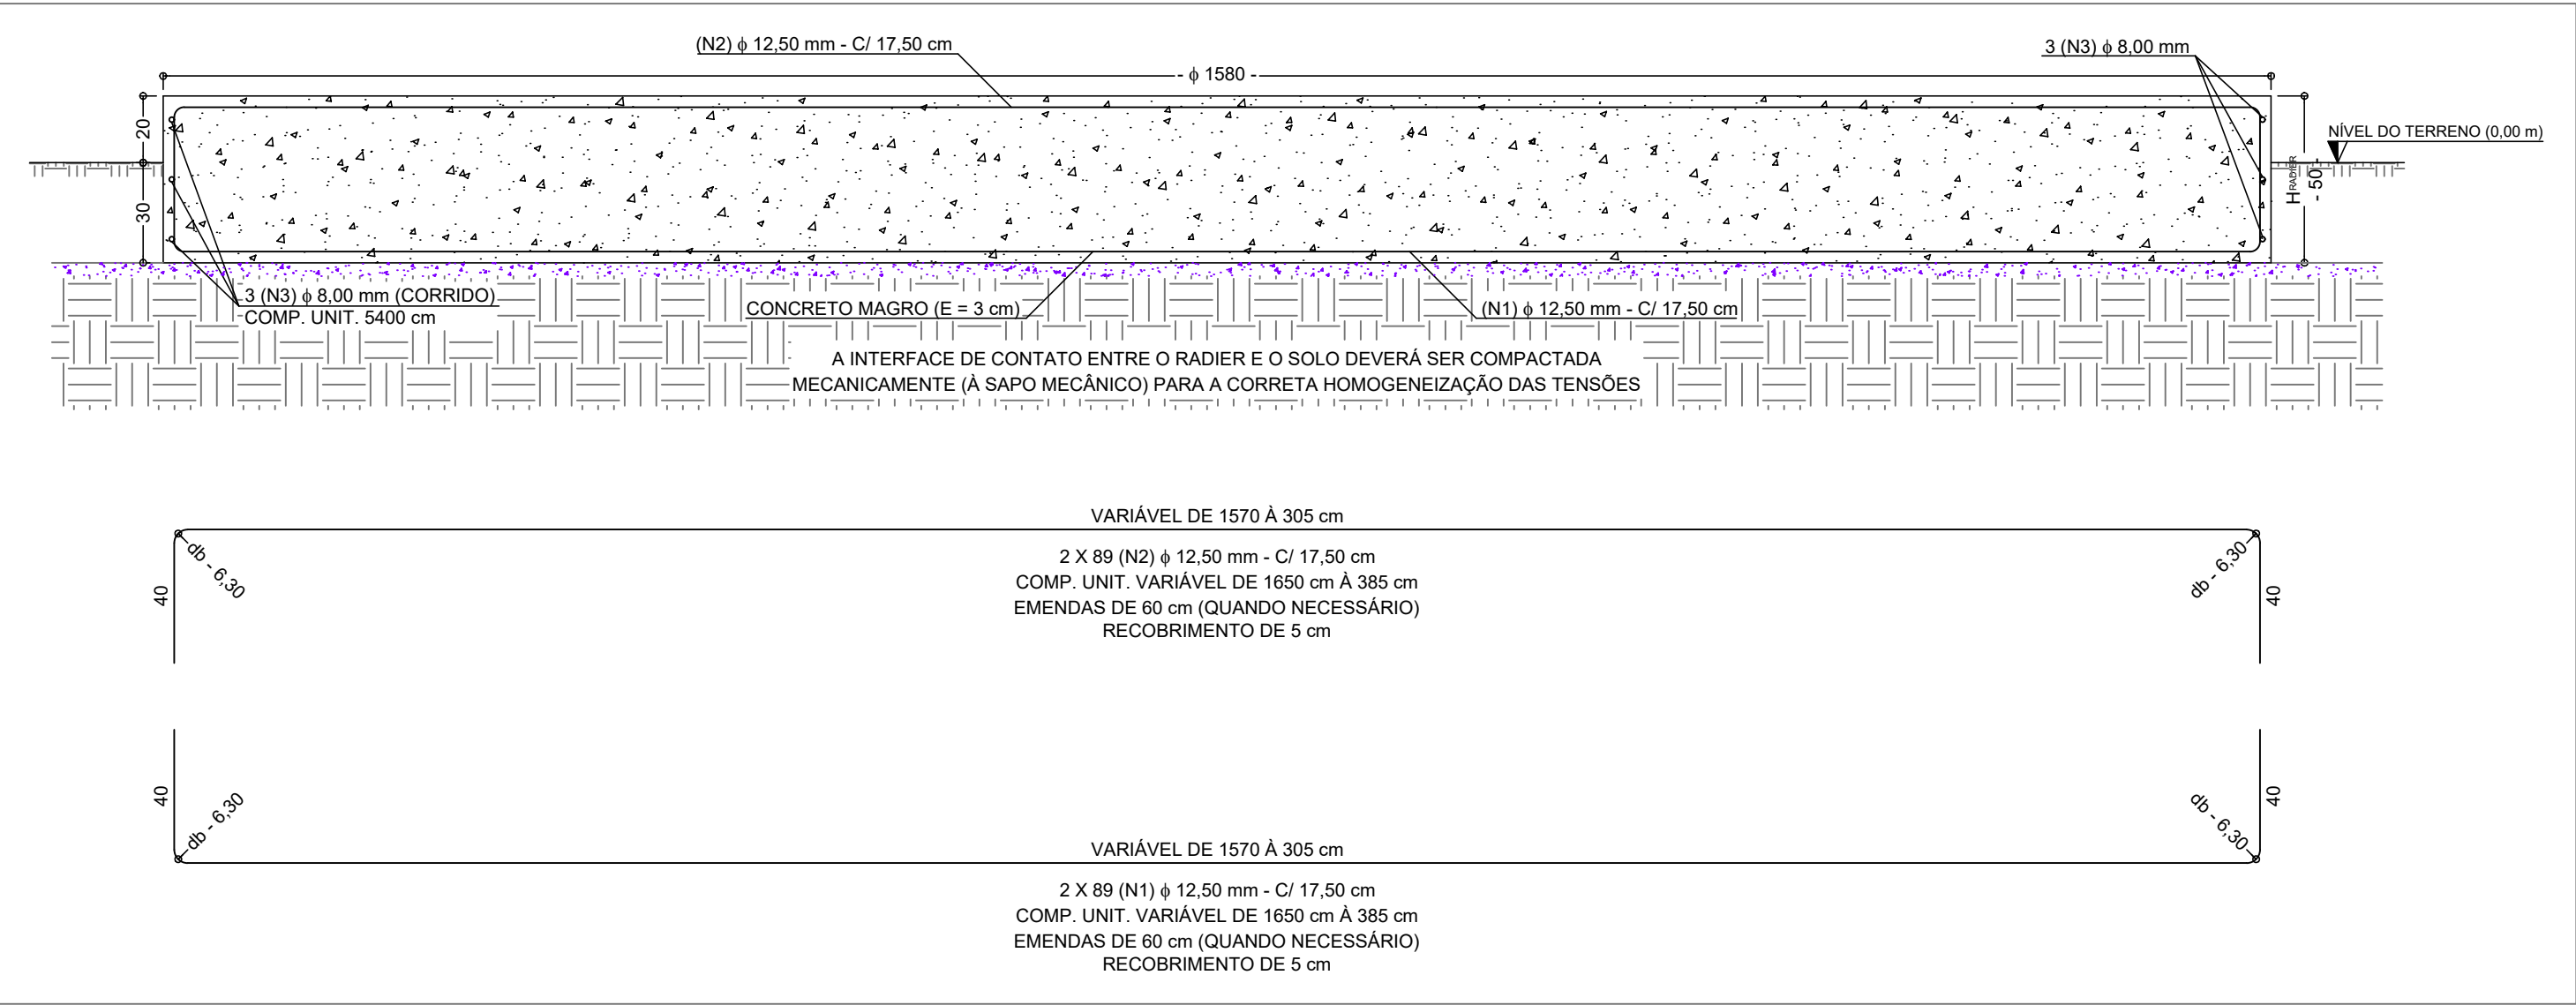 (N2) ϕ 12,50 mm - C/ 17,50 cm
3 (N3) ϕ 8,00 mm
- ϕ 1580 -
20
NÍVEL DO TERRENO (0,00 m)
30
HRADIER
- 50 -
3 (N3) ϕ 8,00 mm (CORRIDO)
COMP. UNIT. 5400 cm
CONCRETO MAGRO (E = 3 cm)
(N1) ϕ 12,50 mm - C/ 17,50 cm
A INTERFACE DE CONTATO ENTRE O RADIER E O SOLO DEVERÁ SER COMPACTADA
MECANICAMENTE (À SAPO MECÂNICO) PARA A CORRETA HOMOGENEIZAÇÃO DAS TENSÕES
VARIÁVEL DE 1570 À 305 cm
db - 6,30
db - 6,30
40
40
2 X 89 (N2) ϕ 12,50 mm - C/ 17,50 cm
COMP. UNIT. VARIÁVEL DE 1650 cm À 385 cm
EMENDAS DE 60 cm (QUANDO NECESSÁRIO)
RECOBRIMENTO DE 5 cm
40
40
db - 6,30
db - 6,30
VARIÁVEL DE 1570 À 305 cm
2 X 89 (N1) ϕ 12,50 mm - C/ 17,50 cm
COMP. UNIT. VARIÁVEL DE 1650 cm À 385 cm
EMENDAS DE 60 cm (QUANDO NECESSÁRIO)
RECOBRIMENTO DE 5 cm